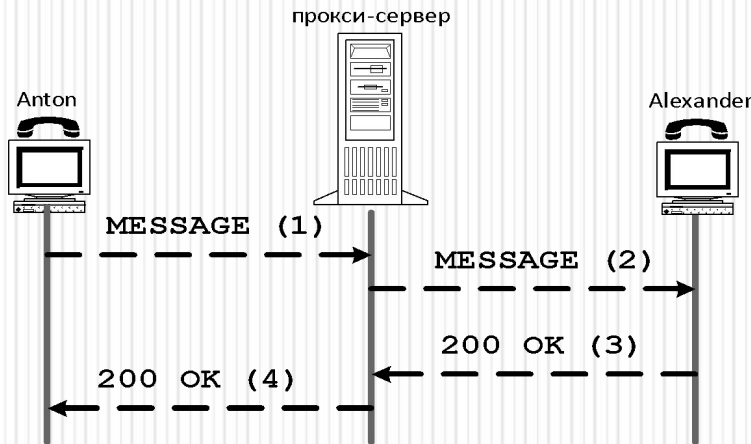 прокси-сервер
Anton
Alexander
MESSAGE (1)
MESSAGE (2)
200 OK (3)
200 OK (4)